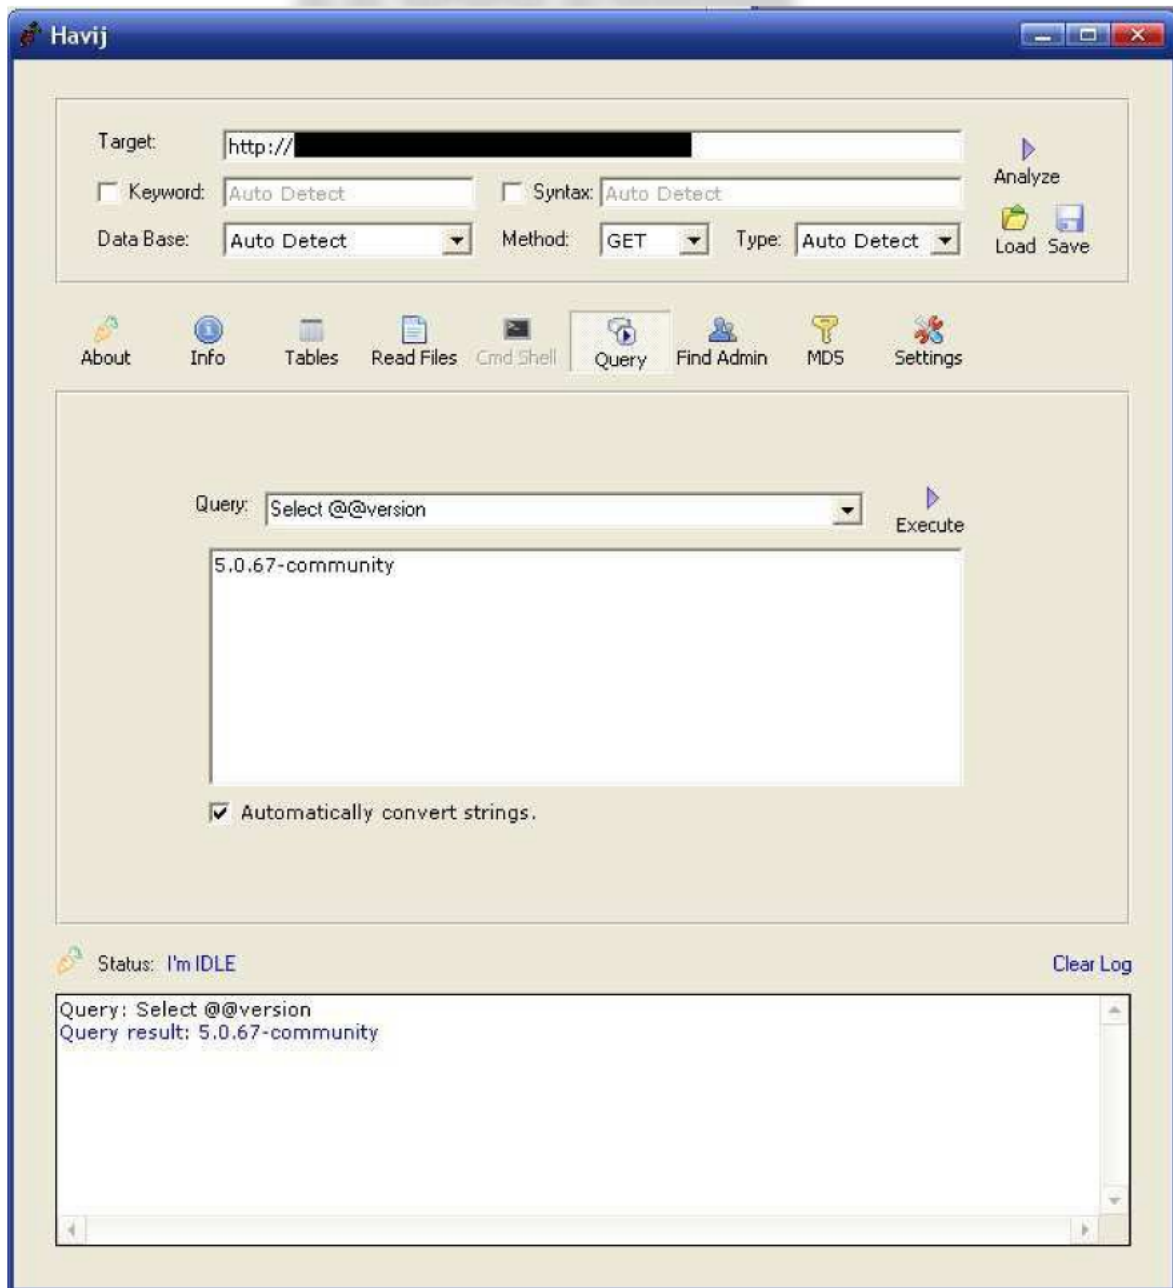 Havij
Target: http://
Analyze
Keyword: Auto Detect Syntax: Auto Detect
Data Base: Auto Detect Method: GET Type: Auto Detect
Load Save
About Info Tables Read Files Cmd Shell Query Find Admin MD5 Settings
Query: Select @@version
Execute
5.0.67-community
Automatically convert strings.
Status: I'm IDLE Clear Log
Query: Select @@version
Query result: 5.0.67-community